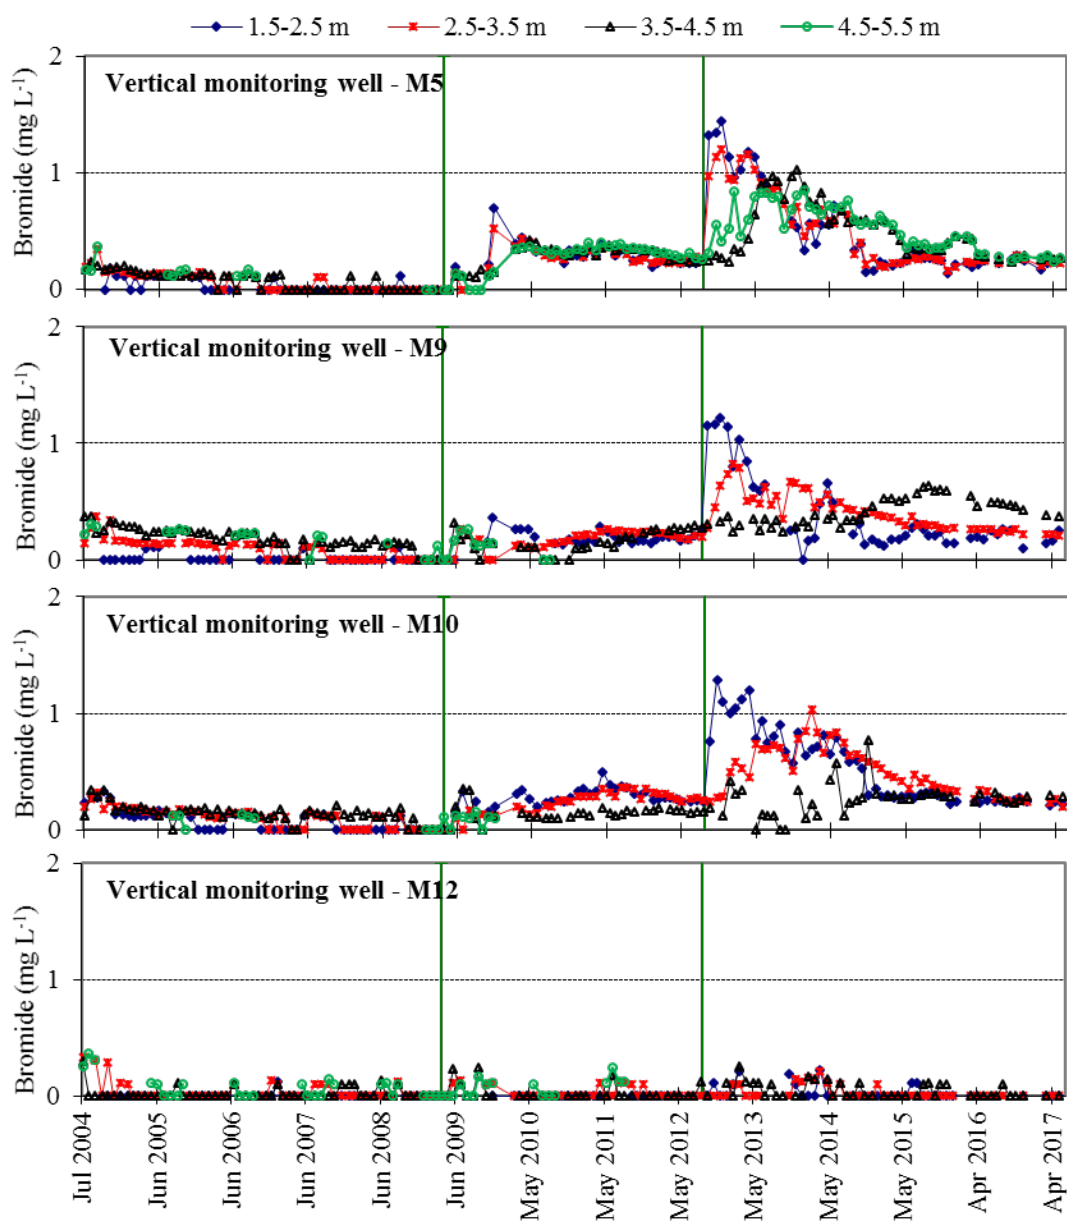 1.5-2.5 m 2.5-3.5 m 3.5-4.5 m 4.5-5.5 m
Vertical monitoring well - M5
Bromide (mg L⁻¹)
2
1
0
Vertical monitoring well - M9
Bromide (mg L⁻¹)
2
1
0
Vertical monitoring well - M10
Bromide (mg L⁻¹)
2
1
0
Vertical monitoring well - M12
Bromide (mg L⁻¹)
2
1
0
Jul 2004
Jun 2005
Jun 2006
Jun 2007
Jun 2008
Jun 2009
May 2010
May 2011
May 2012
May 2013
May 2014
May 2015
Apr 2016
Apr 2017